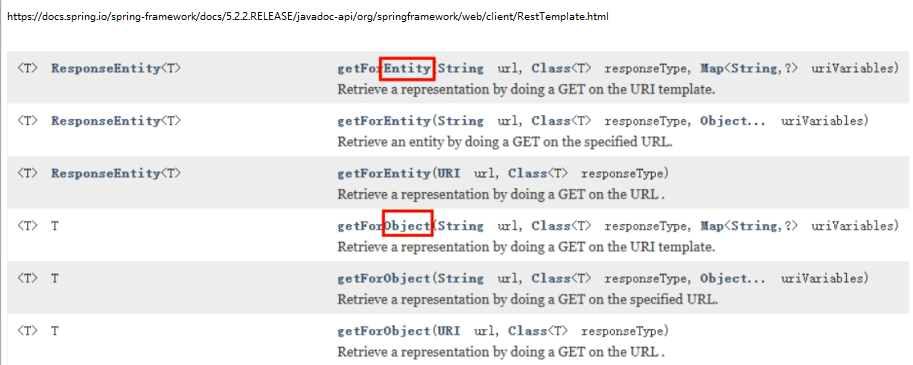 https://docs.spring.io/spring-framework/docs/5.2.2.RELEASE/javadoc-api/org/springframework/web/client/RestTemplate.html
<T> ResponseEntity<T> getForEntity(String url, Class<T> responseType, Map<String,?> uriVariables)
Retrieve a representation by doing a GET on the URI template.
<T> ResponseEntity<T> getForEntity(String url, Class<T> responseType, Object... uriVariables)
Retrieve an entity by doing a GET on the specified URL.
<T> ResponseEntity<T> getForEntity(URI url, Class<T> responseType)
Retrieve a representation by doing a GET on the URL .
<T> T getForObject(String url, Class<T> responseType, Map<String,?> uriVariables)
Retrieve a representation by doing a GET on the URI template.
<T> T getForObject(String url, Class<T> responseType, Object... uriVariables)
Retrieve a representation by doing a GET on the specified URL.
<T> T getForObject(URI url, Class<T> responseType)
Retrieve a representation by doing a GET on the URL .